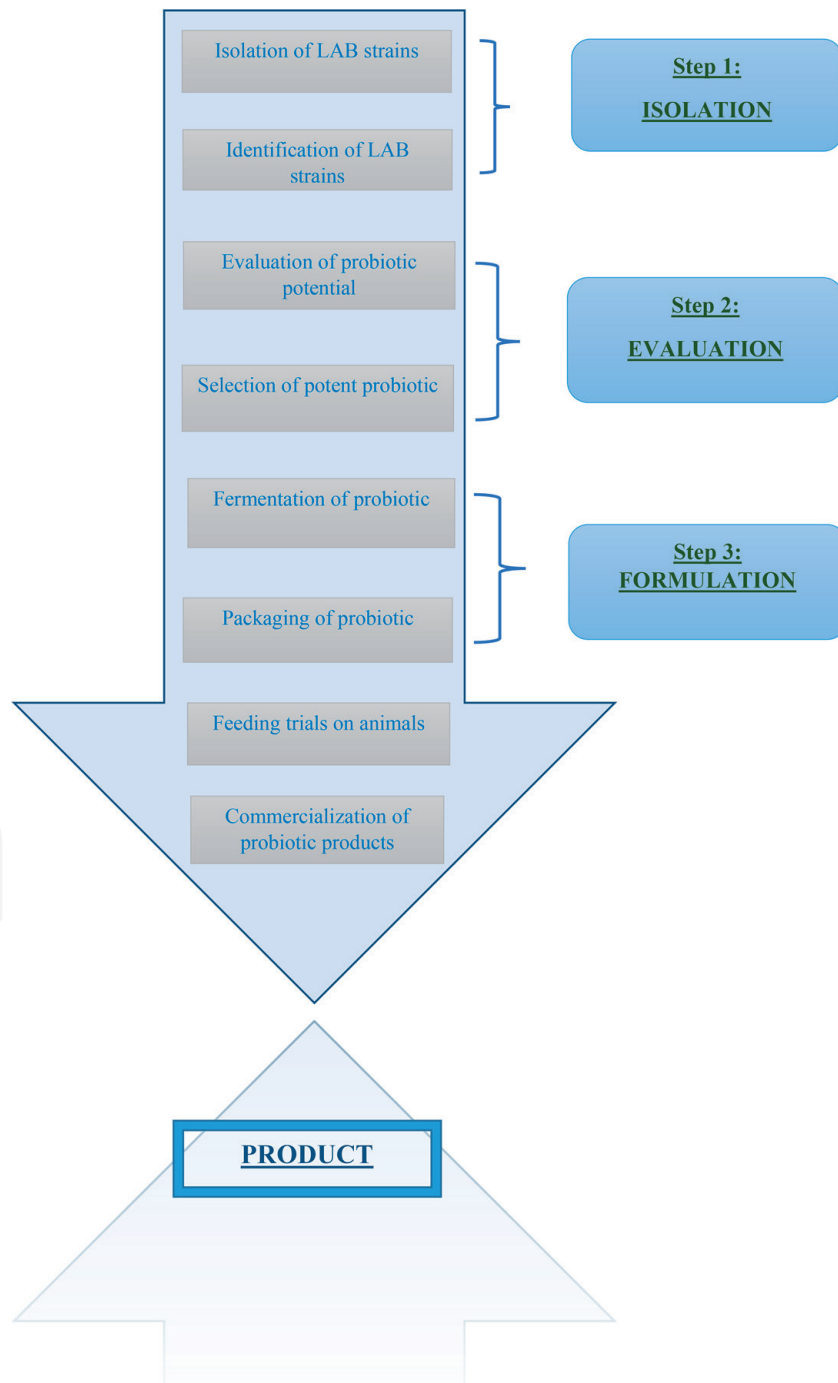 Isolation of LAB strains
Step 1:
ISOLATION
Identification of LAB
strains
Evaluation of probiotic
potential
Step 2:
EVALUATION
Selection of potent probiotic
Fermentation of probiotic
Step 3:
FORMULATION
Packaging of probiotic
Feeding trials on animals
Commercialization of
probiotic products
PRODUCT